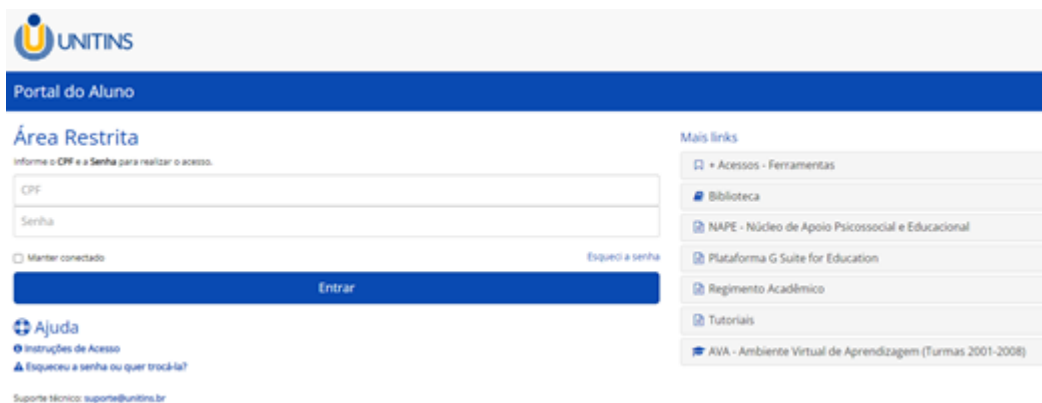 UNITINS
Portal do Aluno
Área Restrita
Informe o CPF e a Senha para realizar o acesso.
CPF
Senha
Manter conectado
Esqueci a senha
Entrar
Ajuda
Instruções de Acesso
Esqueceu a senha ou quer trocá-la?
Suporte técnico: suporte@unitins.br
Mais links
+ Acessos - Ferramentas
Biblioteca
NAPE - Núcleo de Apoio Psicossocial e Educacional
Plataforma G Suite for Education
Regimento Acadêmico
Tutoriais
AVA - Ambiente Virtual de Aprendizagem (Turmas 2001-2008)